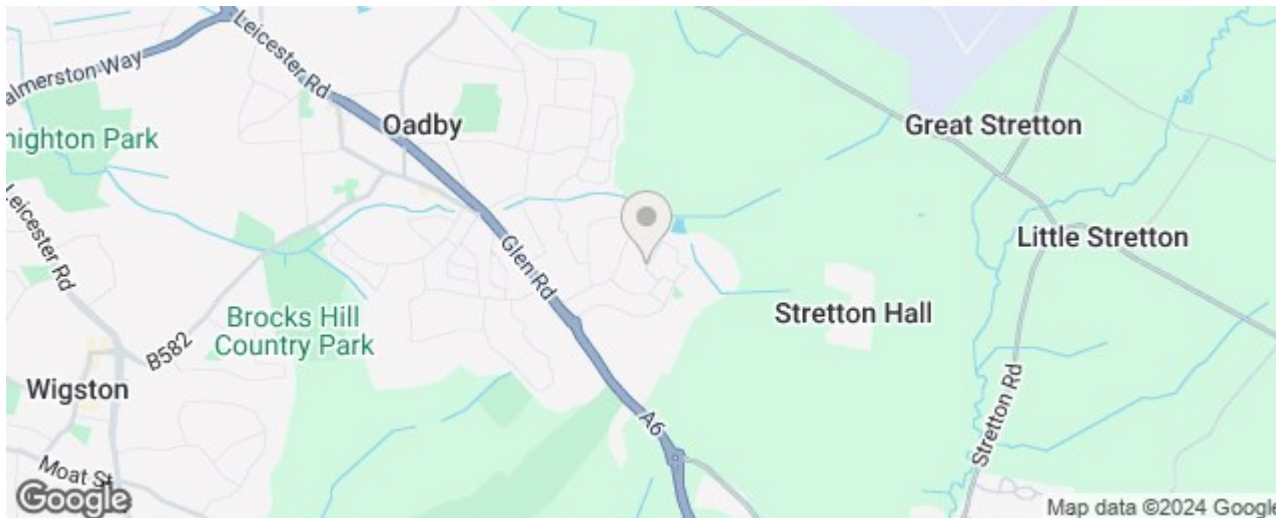 Leicester Rd
almerston Way
Oadby
Great Stretton
nighton Park
Leicester Rd
Little Stretton
Glen Rd
Stretton Hall
Brocks Hill
Country Park
B582
Wigston
Stretton Rd
A6
Moat St
Google
Map data ©2024 Google